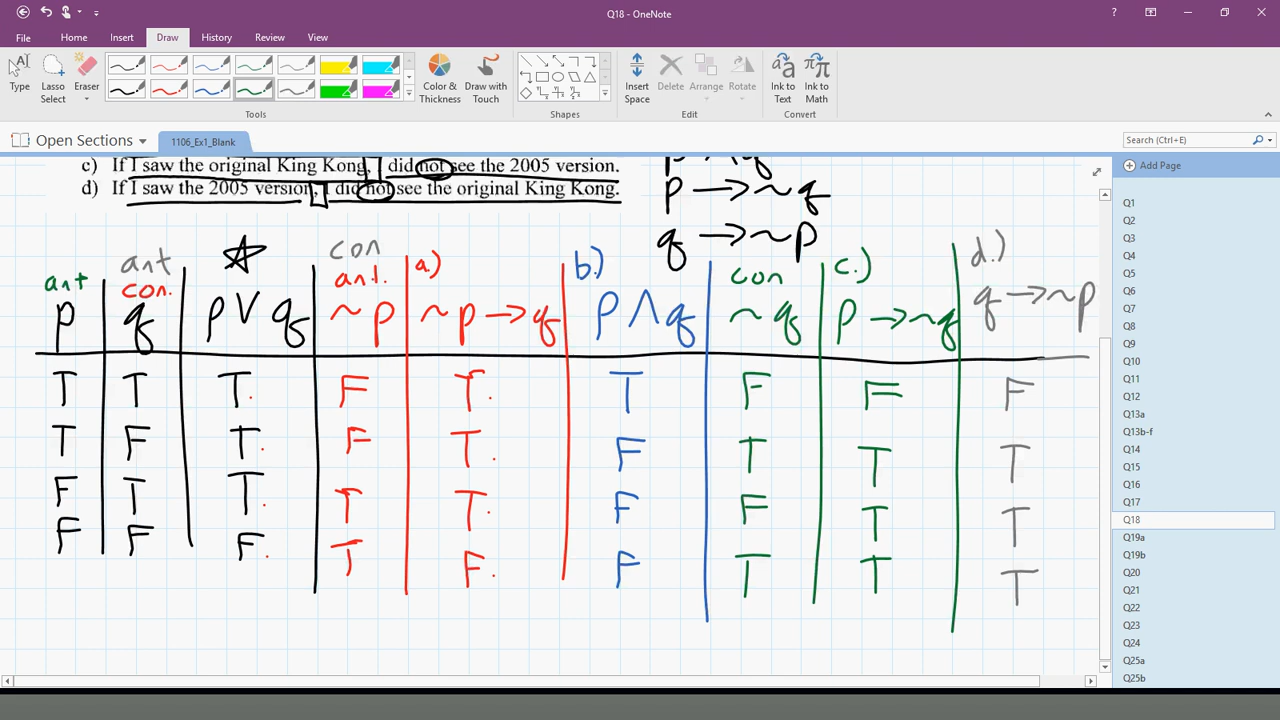 Q18 - OneNote
File Home Insert Draw History Review View
Type Lasso Select Eraser Color & Thickness Draw with Touch Insert Space Delete Arrange Rotate Ink to Text Ink to Math
Tools Shapes Edit Convert
Open Sections 1106_Ex1_Blank Search (Ctrl+E)
Add Page
c) If I saw the original King Kong, I did not see the 2005 version.
d) If I saw the 2005 version, I did not see the original King Kong.
p ∧ q
p → ~q
q → ~p
ant ant con. con ant. a.) b.) con c.) d.)
p q p ∨ q ~p ~p → q p ∧ q ~q p → ~q q → ~p
T T T. F T. T F F F
T F T. F T. F T T T
F T T. T T. F F T T
F F F. T F. F T T T
Q1
Q2
Q3
Q4
Q5
Q6
Q7
Q8
Q9
Q10
Q11
Q12
Q13a
Q13b-f
Q14
Q15
Q16
Q17
Q18
Q19a
Q19b
Q20
Q21
Q22
Q23
Q24
Q25a
Q25b